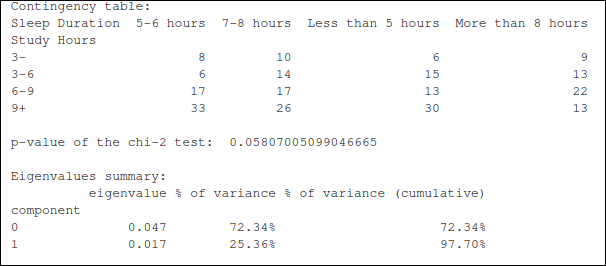 Contingency table:
Sleep Duration  5-6 hours  7-8 hours  Less than 5 hours  More than 8 hours
Study Hours
3-                      8         10                  6                  9
3-6                     6         14                 15                 13
6-9                    17         17                 13                 22
9+                     33         26                 30                 13
p-value of the chi-2 test:  0.05807005099046665
Eigenvalues summary:
          eigenvalue % of variance % of variance (cumulative)
component
0              0.047        72.34%                     72.34%
1              0.017        25.36%                     97.70%